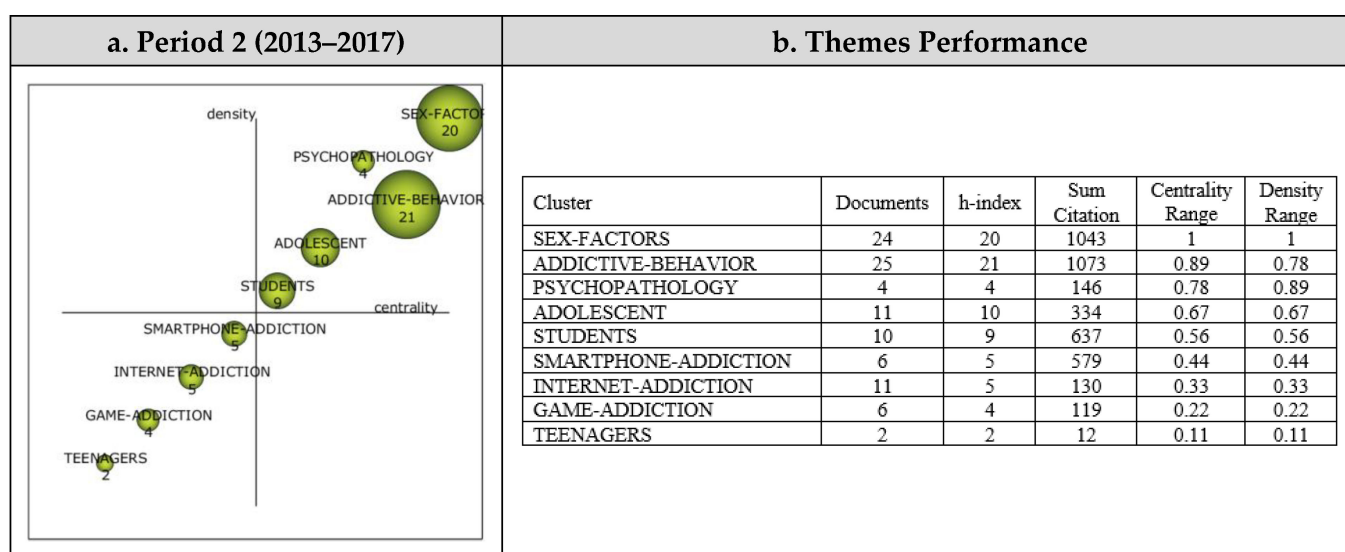 a. Period 2 (2013–2017)
b. Themes Performance
density
SEX-FACTOR
20
PSYCHOPATHOLOGY
4
ADDICTIVE-BEHAVIOR
21
ADOLESCENT
10
STUDENTS
9
centrality
SMARTPHONE-ADDICTION
5
INTERNET-ADDICTION
5
GAME-ADDICTION
4
TEENAGERS
2
Cluster Documents h-index Sum Citation Centrality Range Density Range
SEX-FACTORS 24 20 1043 1 1
ADDICTIVE-BEHAVIOR 25 21 1073 0.89 0.78
PSYCHOPATHOLOGY 4 4 146 0.78 0.89
ADOLESCENT 11 10 334 0.67 0.67
STUDENTS 10 9 637 0.56 0.56
SMARTPHONE-ADDICTION 6 5 579 0.44 0.44
INTERNET-ADDICTION 11 5 130 0.33 0.33
GAME-ADDICTION 6 4 119 0.22 0.22
TEENAGERS 2 2 12 0.11 0.11